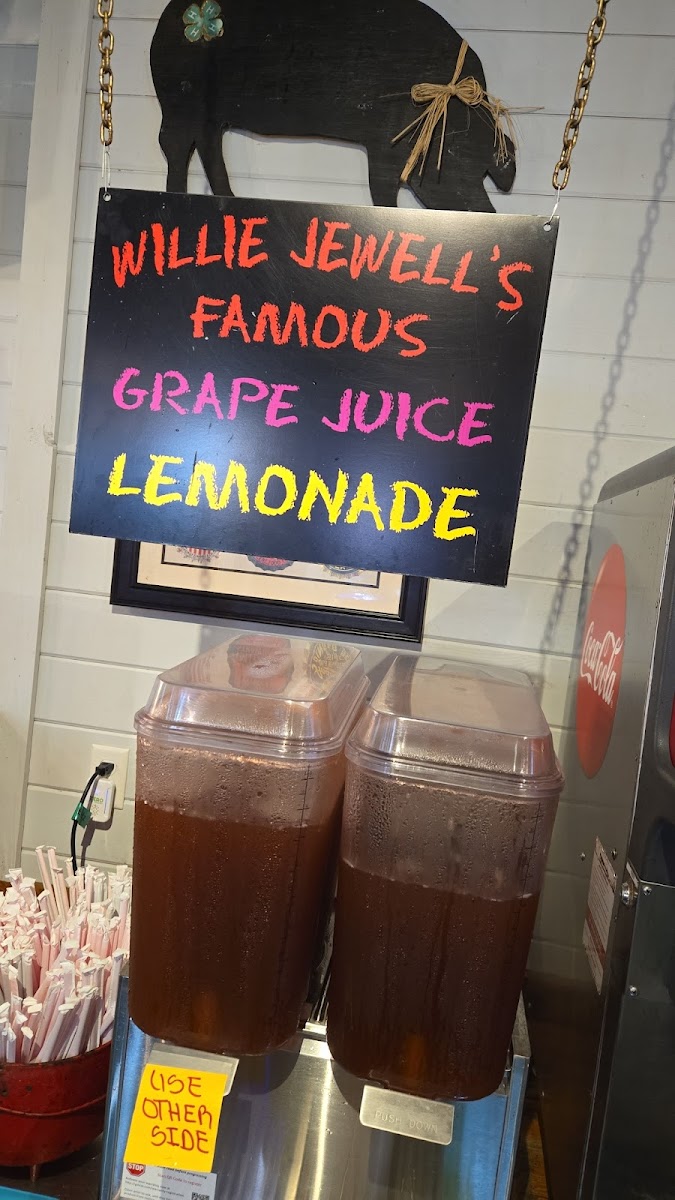 WILLIE JEWELL'S
FAMOUS
GRAPE JUICE
LEMONADE
Coca-Cola
USE
OTHER
SIDE
PUSH DOWN
STOP